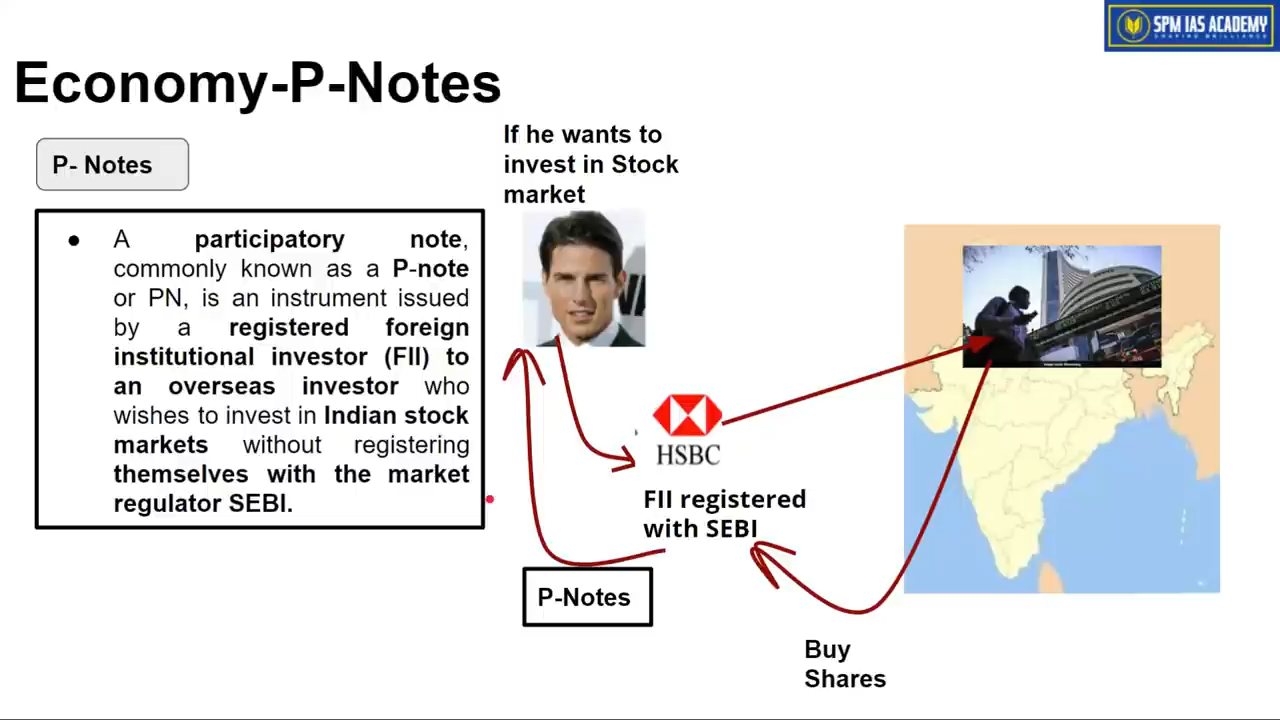 SPM IAS ACADEMY
SHAPING BRILLIANCE
Economy-P-Notes
P- Notes
● A participatory note,
commonly known as a P-note
or PN, is an instrument issued
by a registered foreign
institutional investor (FII) to
an overseas investor who
wishes to invest in Indian stock
markets without registering
themselves with the market
regulator SEBI.
If he wants to
invest in Stock
market
HSBC
FII registered
with SEBI
P-Notes
Buy
Shares